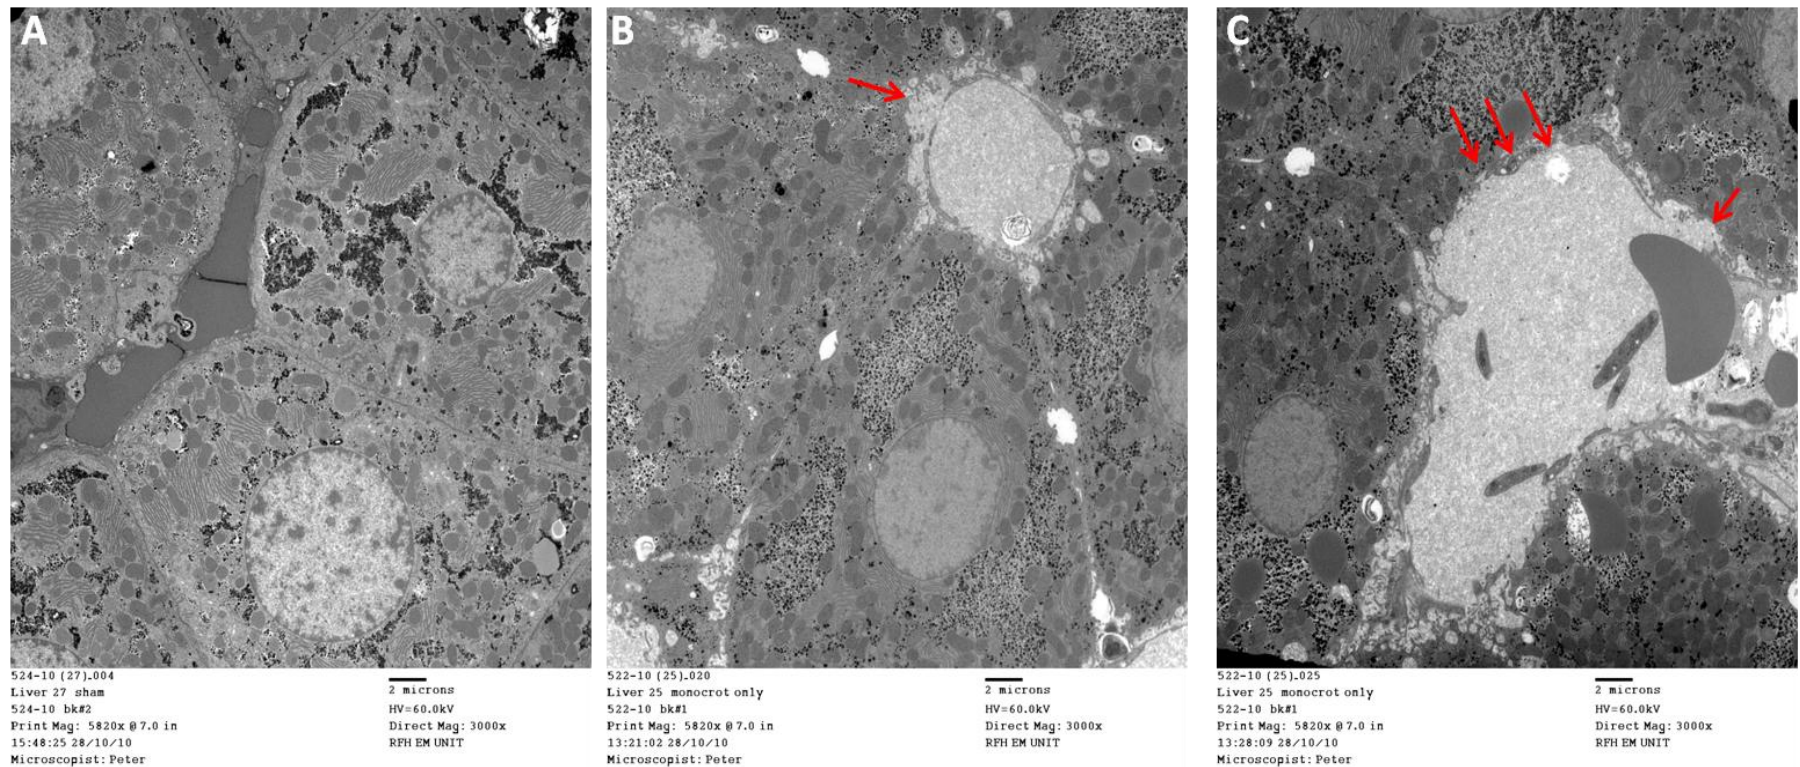 A
B
C
524-10 (27).004
Liver 27 sham
524-10 bk#2
Print Mag: 5820x @ 7.0 in
15:48:25 28/10/10
Microscopist: Peter
2 microns
HV=60.0kV
Direct Mag: 3000x
RFH EM UNIT
522-10 (25).020
Liver 25 monocrot only
522-10 bk#1
Print Mag: 5820x @ 7.0 in
13:21:02 28/10/10
Microscopist: Peter
2 microns
HV=60.0kV
Direct Mag: 3000x
RFH EM UNIT
522-10 (25).025
Liver 25 monocrot only
522-10 bk#1
Print Mag: 5820x @ 7.0 in
13:28:09 28/10/10
Microscopist: Peter
2 microns
HV=60.0kV
Direct Mag: 3000x
RFH EM UNIT